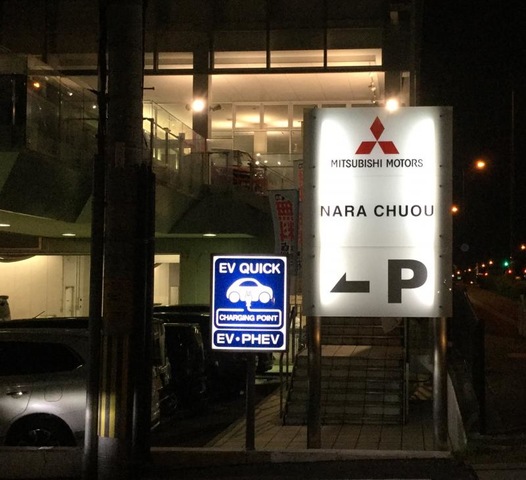 MITSUBISHI MOTORS
NARA CHUOU
P
EV QUICK
CHARGING POINT
EV・PHEV